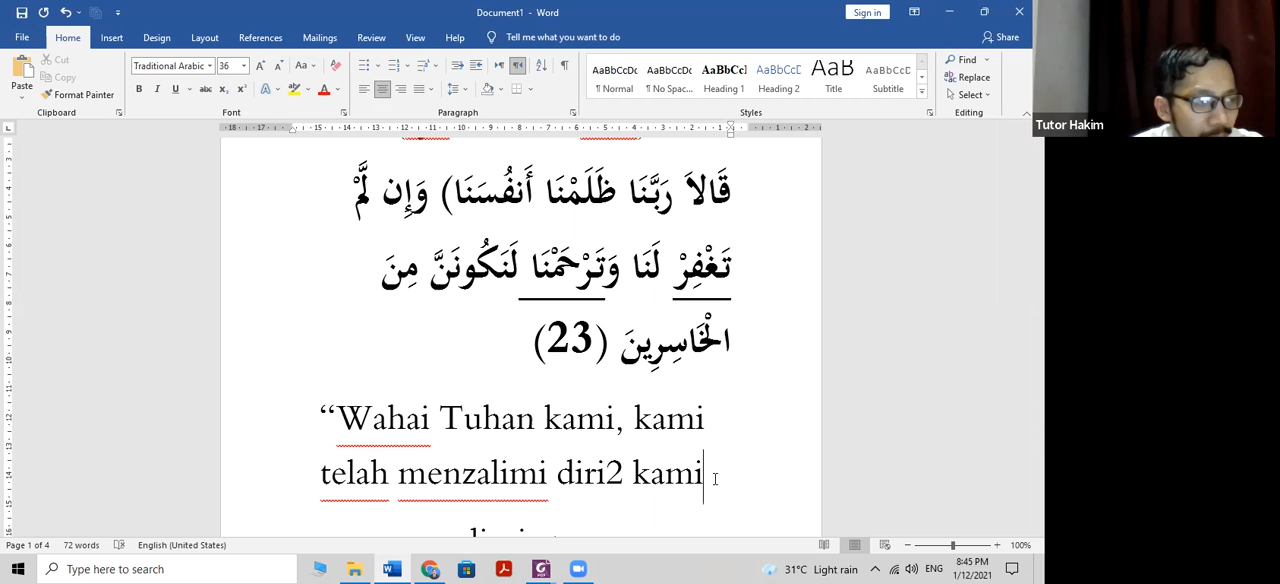 Document1 - Word
Sign in
File Home Insert Design Layout References Mailings Review View Help Tell me what you want to do Share
Paste
Cut
Copy
Format Painter
Clipboard
Traditional Arabic 36
Font
Paragraph
AaBbCcDc AaBbCcDc AaBbCc] AaBbCcD AaB AaBbCcD
¶ Normal ¶ No Spac... Heading 1 Heading 2 Title Subtitle
Styles
Find
Replace
Select
Editing
Tutor Hakim
قَالاَ رَبَّنَا ظَلَمْنَا أَنفُسَنَا) وَإِن لَّمْ
تَغْفِرْ لَنَا وَتَرْحَمْنَا لَنَكُونَنَّ مِنَ
الْخَاسِرِينَ (23)
“Wahai Tuhan kami, kami
telah menzalimi diri2 kami
Page 1 of 4 72 words English (United States) 100%
Type here to search
31°C Light rain ENG
8:45 PM
1/12/2021